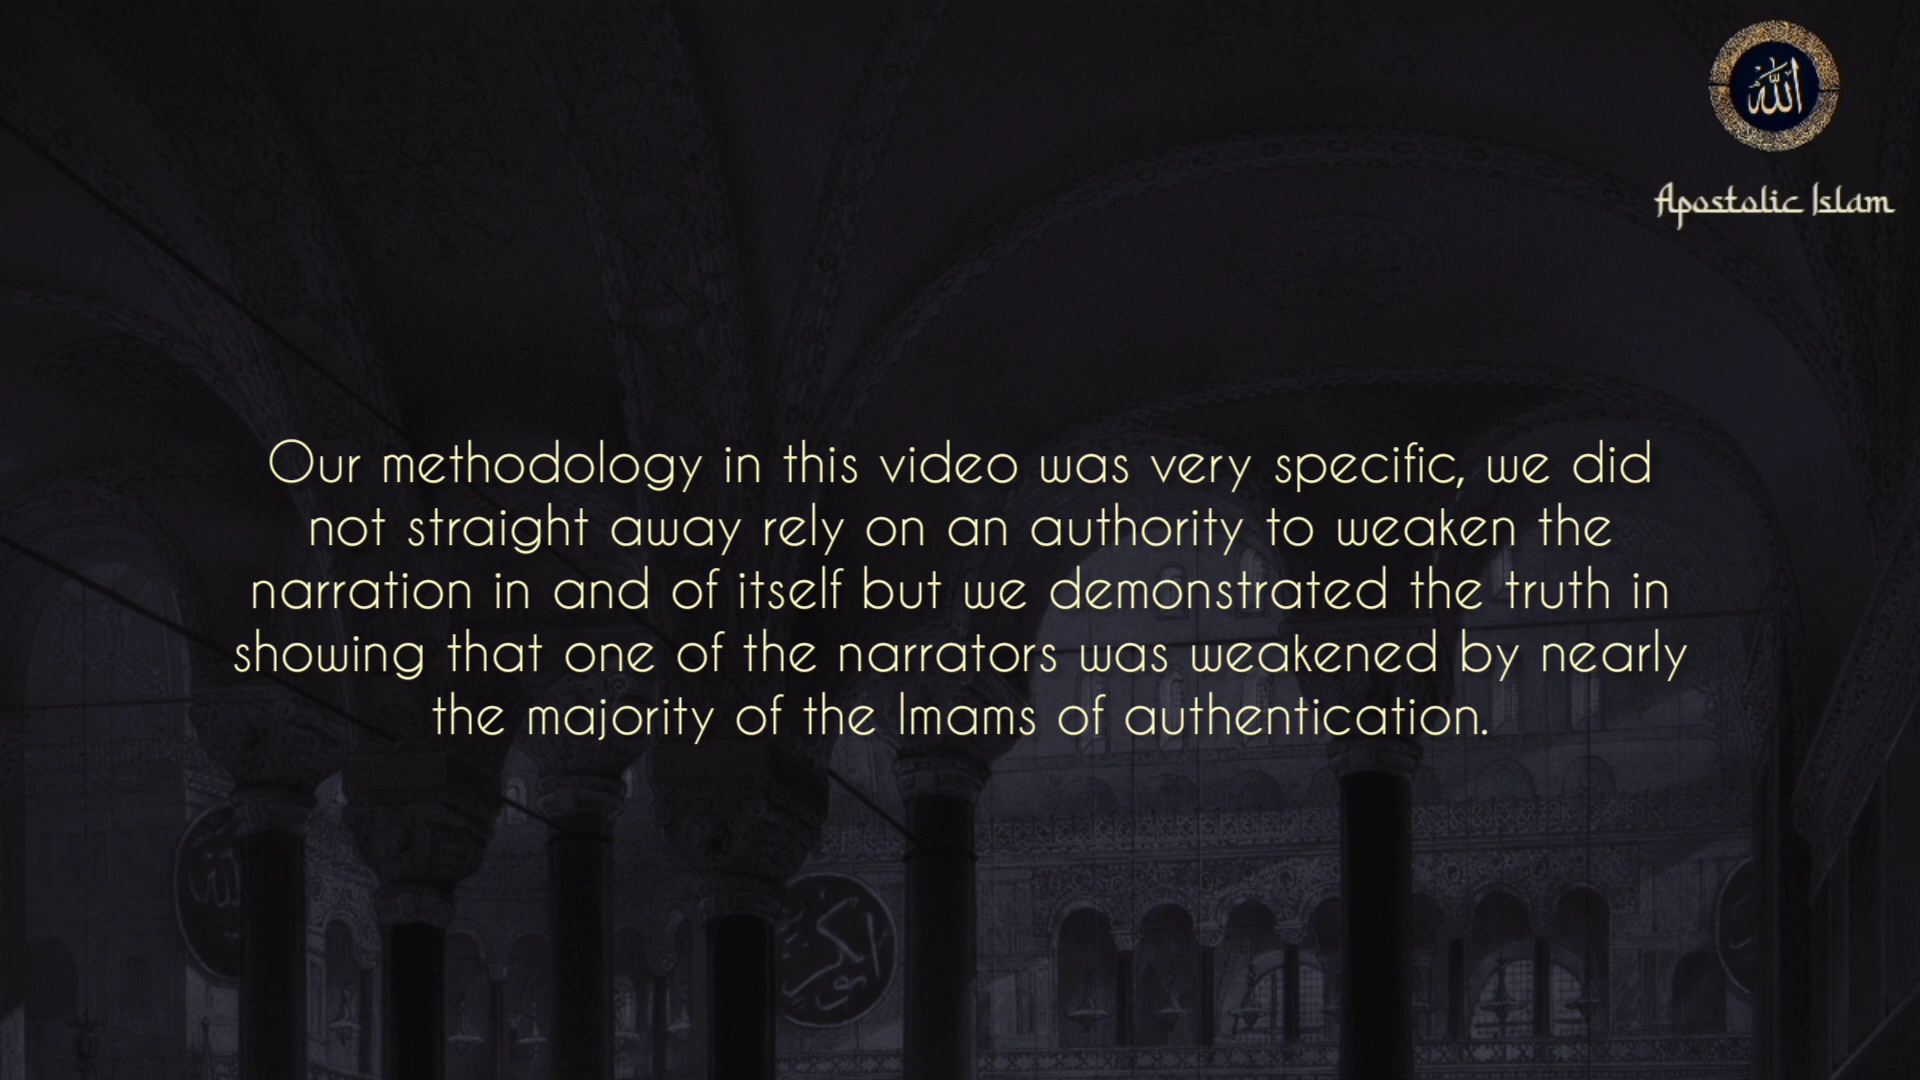 الله
Apostolic Islam
Our methodology in this video was very specific, we did
not straight away rely on an authority to weaken the
narration in and of itself but we demonstrated the truth in
showing that one of the narrators was weakened by nearly
the majority of the Imams of authentication.